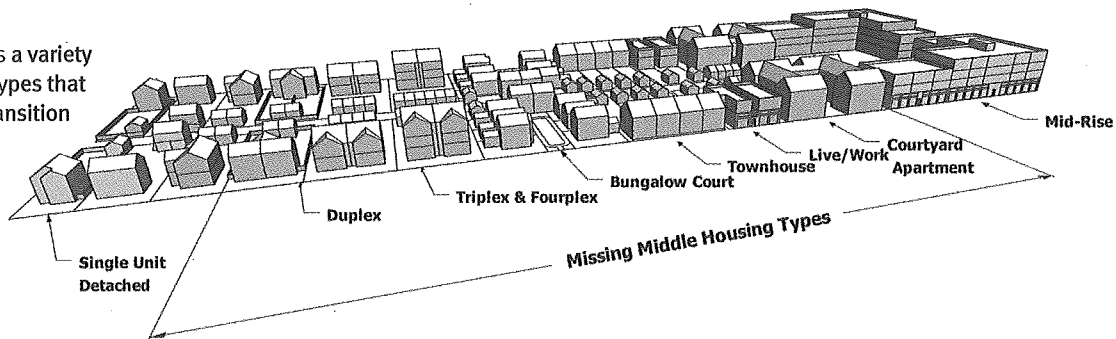 s a variety
ypes that
ansition
Single Unit
Detached
Duplex
Triplex & Fourplex
Bungalow Court
Townhouse
Live/Work
Courtyard
Apartment
Mid-Rise
Missing Middle Housing Types